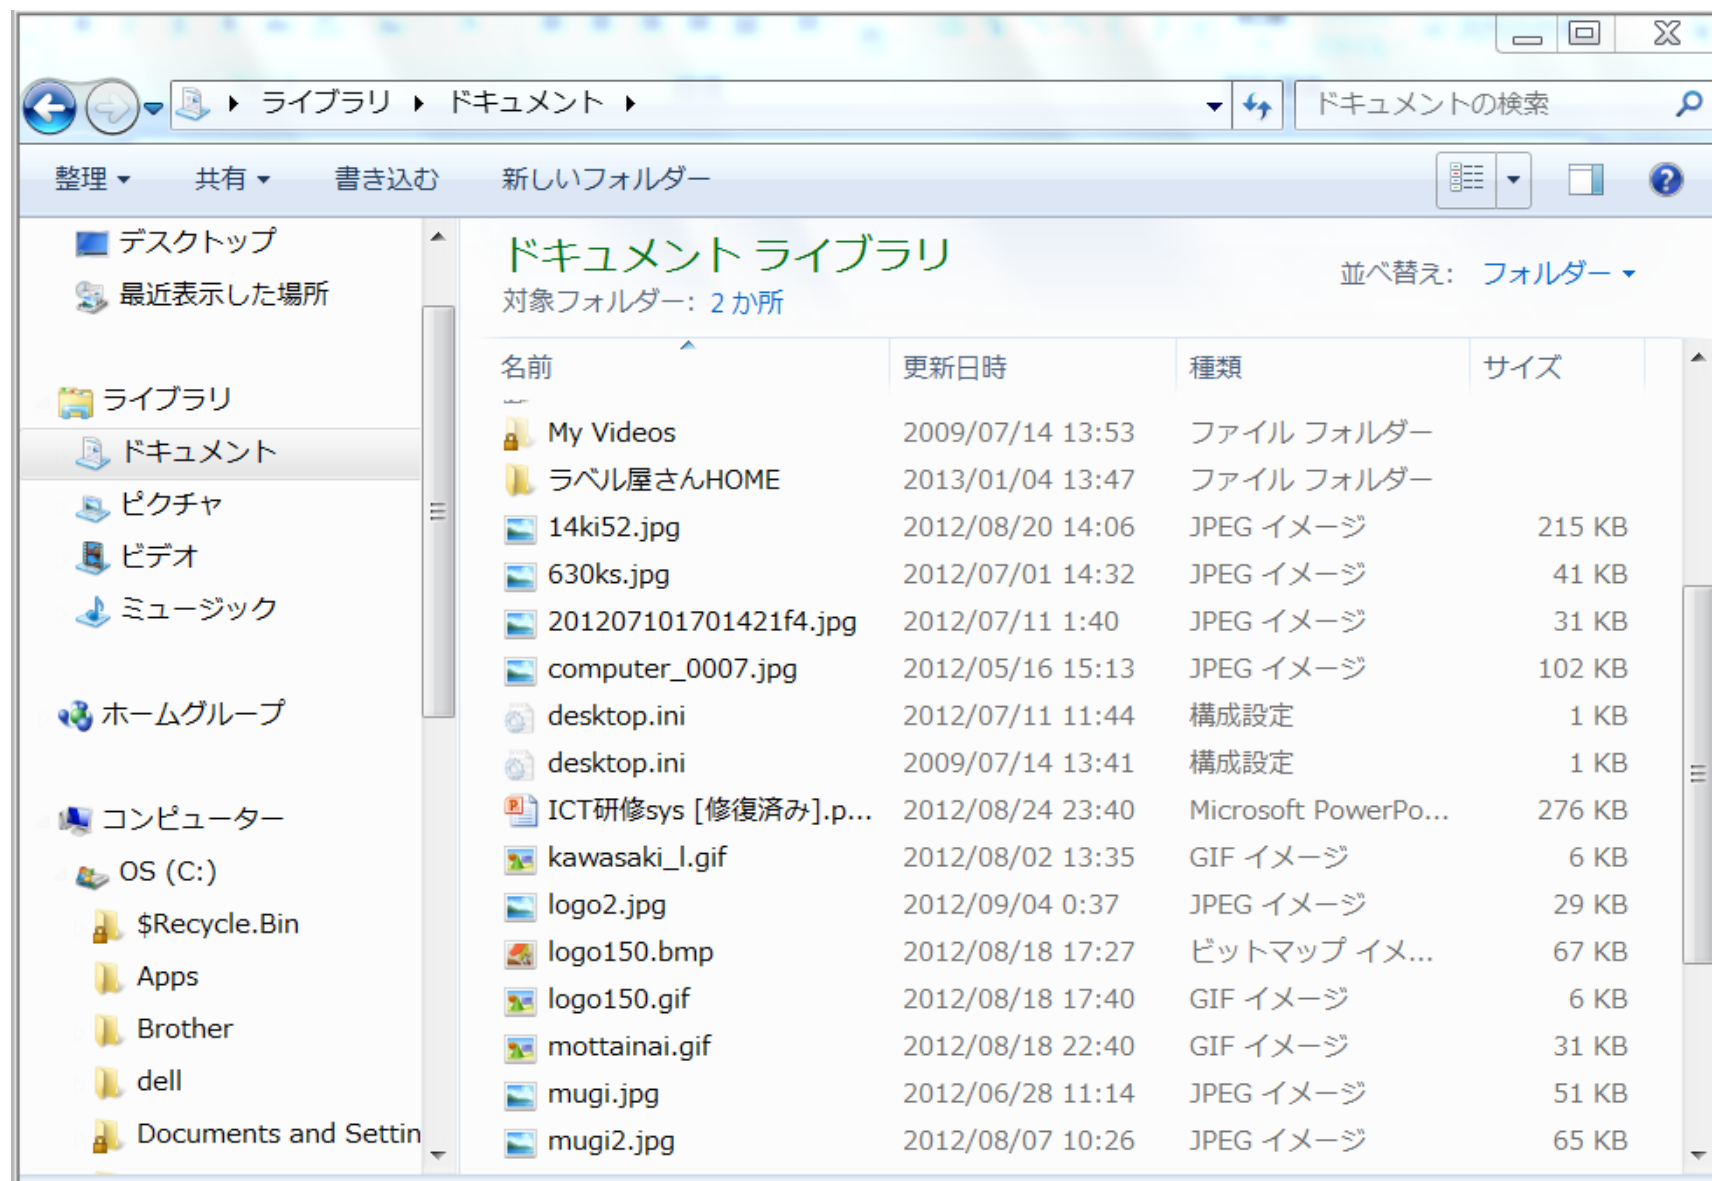 ライブラリ ドキュメント ドキュメントの検索
整理 共有 書き込む 新しいフォルダー
デスクトップ
最近表示した場所
ライブラリ
ドキュメント
ピクチャ
ビデオ
ミュージック
ホームグループ
コンピューター
OS (C:)
$Recycle.Bin
Apps
Brother
dell
Documents and Settin
ドキュメント ライブラリ
対象フォルダー: 2 か所
並べ替え: フォルダー
名前 更新日時 種類 サイズ
My Videos 2009/07/14 13:53 ファイル フォルダー
ラベル屋さんHOME 2013/01/04 13:47 ファイル フォルダー
14ki52.jpg 2012/08/20 14:06 JPEG イメージ 215 KB
630ks.jpg 2012/07/01 14:32 JPEG イメージ 41 KB
201207101701421f4.jpg 2012/07/11 1:40 JPEG イメージ 31 KB
computer_0007.jpg 2012/05/16 15:13 JPEG イメージ 102 KB
desktop.ini 2012/07/11 11:44 構成設定 1 KB
desktop.ini 2009/07/14 13:41 構成設定 1 KB
ICT研修sys [修復済み].p... 2012/08/24 23:40 Microsoft PowerPo... 276 KB
kawasaki_l.gif 2012/08/02 13:35 GIF イメージ 6 KB
logo2.jpg 2012/09/04 0:37 JPEG イメージ 29 KB
logo150.bmp 2012/08/18 17:27 ビットマップ イメ... 67 KB
logo150.gif 2012/08/18 17:40 GIF イメージ 6 KB
mottainai.gif 2012/08/18 22:40 GIF イメージ 31 KB
mugi.jpg 2012/06/28 11:14 JPEG イメージ 51 KB
mugi2.jpg 2012/08/07 10:26 JPEG イメージ 65 KB